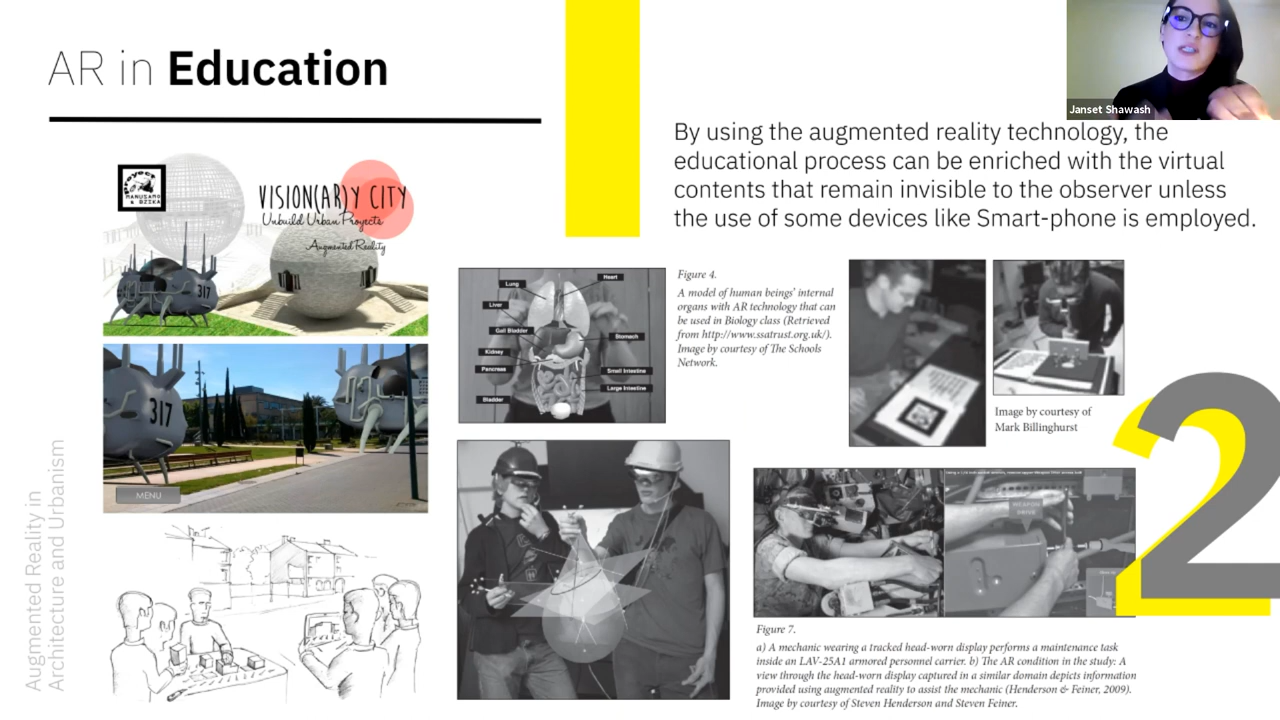 AR in Education
Janset Shawash
By using the augmented reality technology, the
educational process can be enriched with the virtual
contents that remain invisible to the observer unless
the use of some devices like Smart-phone is employed.
Project
MANUSAMO
& BZIKA
VISION(AR)Y CITY
Unbuild Urban Proyects
Augmented Reality
317
317
MENU
Heart
Lung
Liver
Gall Bladder
Stomach
Kidney
Pancreas
Small Intestine
Large Intestine
Bladder
Figure 4.
A model of human beings' internal
organs with AR technology that can
be used in Biology class (Retrieved
from http://www.ssatrust.org.uk/).
Image by courtesy of The Schools
Network.
Image by courtesy of
Mark Billinghurst
WEAPON
DRIVE
2
Figure 7.
a) A mechanic wearing a tracked head-worn display performs a maintenance task
inside an LAV-25A1 armored personnel carrier. b) The AR condition in the study: A
view through the head-worn display captured in a similar domain depicts information
provided using augmented reality to assist the mechanic (Henderson & Feiner, 2009).
Image by courtesy of Steven Henderson and Steven Feiner.
Augmented Reality in
Architecture and Urbanism